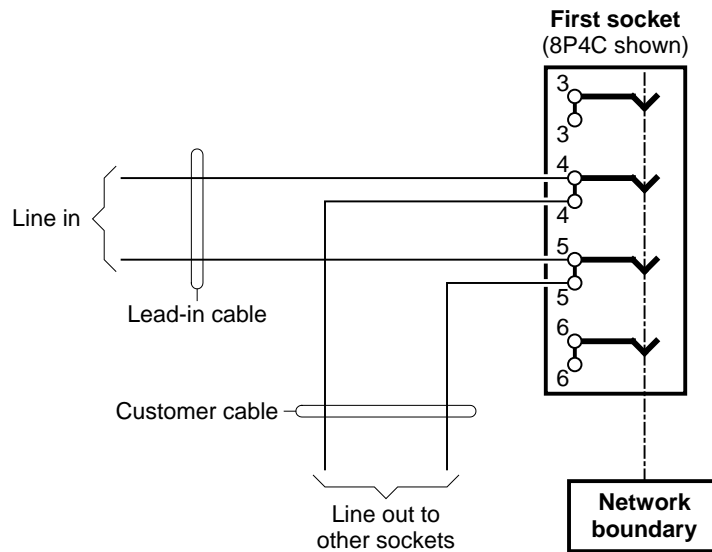 First socket
(8P4C shown)
3
3
4
4
5
5
6
6
Line in
Lead-in cable
Customer cable
Line out to
other sockets
Network
boundary